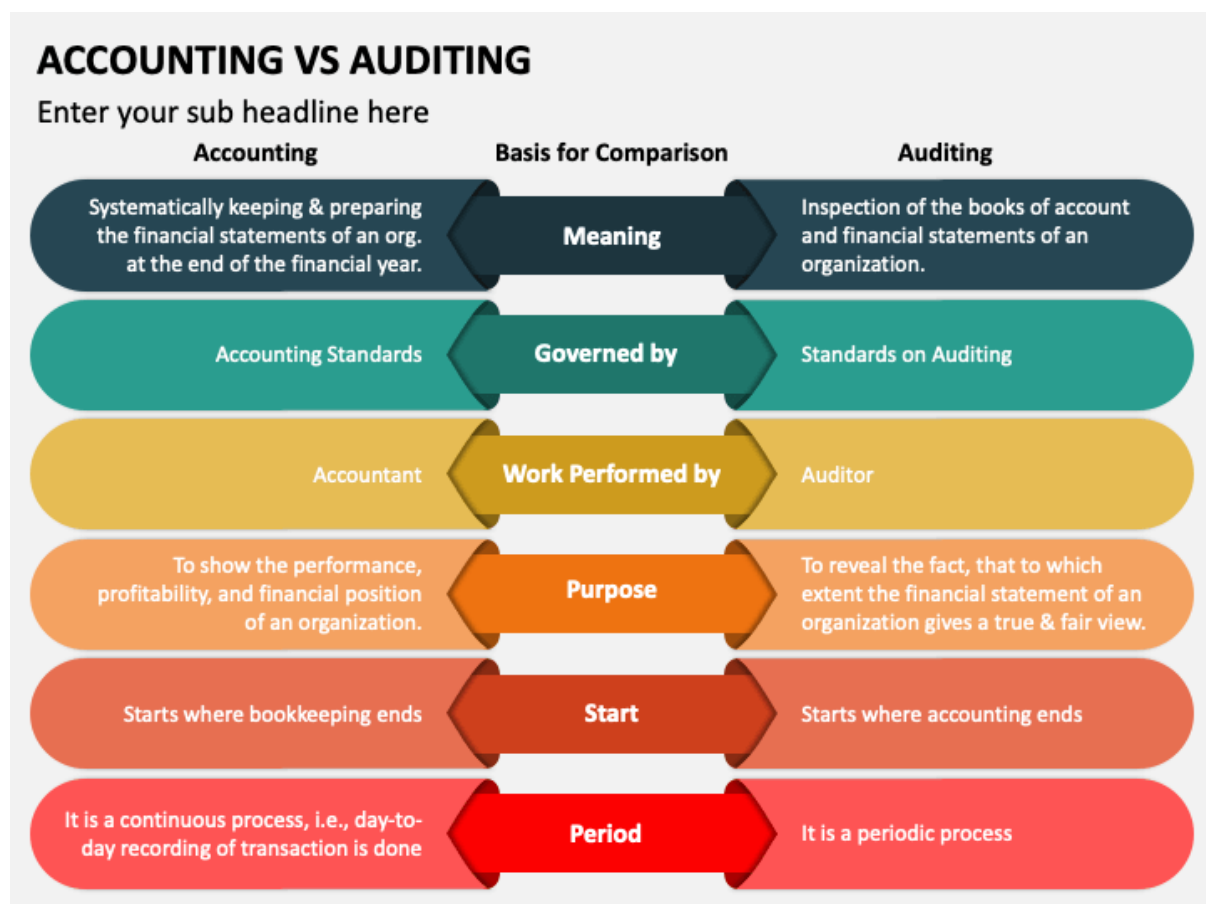 ACCOUNTING VS AUDITING
Enter your sub headline here
Accounting
Basis for Comparison
Auditing
Systematically keeping & preparing
the financial statements of an org.
at the end of the financial year.
Meaning
Inspection of the books of account
and financial statements of an
organization.
Accounting Standards
Governed by
Standards on Auditing
Accountant
Work Performed by
Auditor
To show the performance,
profitability, and financial position
of an organization.
Purpose
To reveal the fact, that to which
extent the financial statement of an
organization gives a true & fair view.
Starts where bookkeeping ends
Start
Starts where accounting ends
It is a continuous process, i.e., day-to-
day recording of transaction is done
Period
It is a periodic process